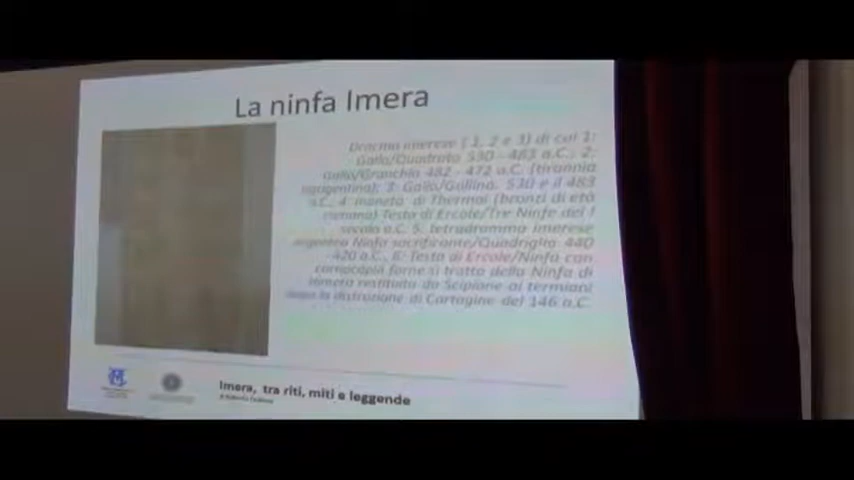 La ninfa Imera
Dracma imerese ( 1, 2 e 3) di cui 1:
Gallo/Quadrato 530 - 483 a.C., 2:
Gallo/Granchio 482 - 472 a.C. (tirannia
agrigentina); 3: Gallo/Gallina. 530 e il 483
a.C., 4 moneta di Thermai (bronzi di età
romana) Testa di Ercole/Tre Ninfe del I
secolo a.C. 5. tetradramma imerese
argenteo Ninfa sacrificante/Quadriglia 440
420 a.C., 6: Testa di Ercole/Ninfa con
cornucopia forse si tratta della Ninfa di
Himera restituita da Scipione ai termiani
dopo la distruzione di Cartagine del 146 a.C.
Imera, tra riti, miti e leggende